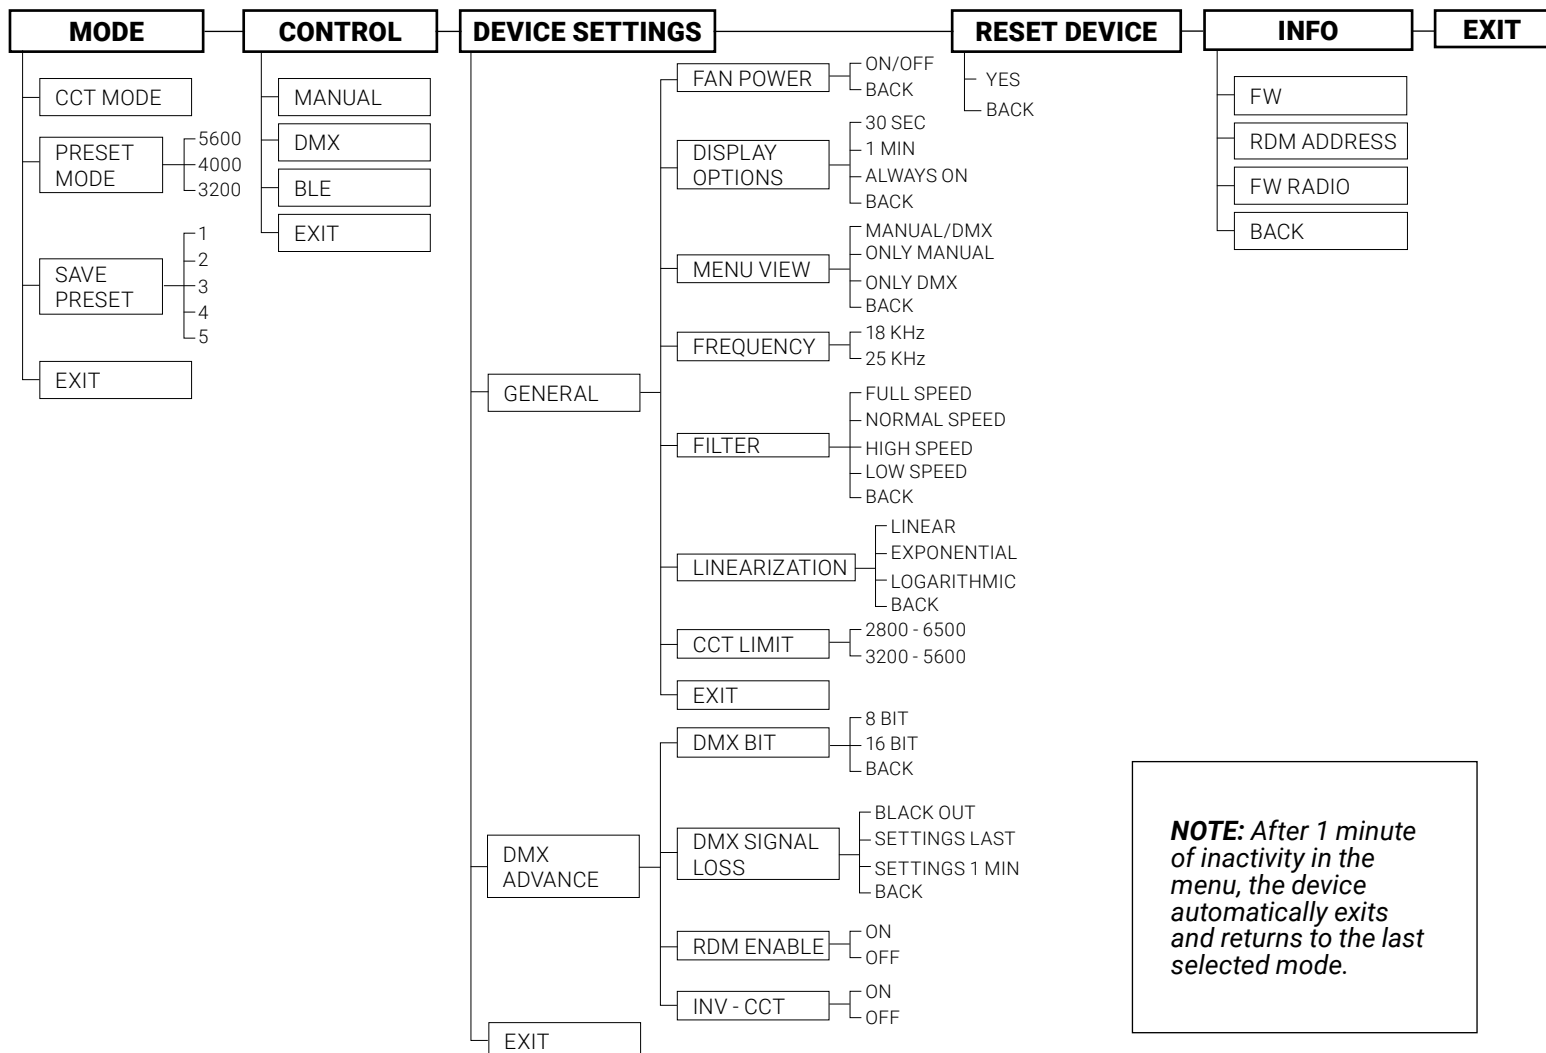 MODE
CONTROL
DEVICE SETTINGS
RESET DEVICE
INFO
EXIT
CCT MODE
PRESET
MODE
5600
4000
3200
SAVE
PRESET
1
2
3
4
5
EXIT
MANUAL
DMX
BLE
EXIT
GENERAL
FAN POWER
ON/OFF
BACK
DISPLAY
OPTIONS
30 SEC
1 MIN
ALWAYS ON
BACK
MENU VIEW
MANUAL/DMX
ONLY MANUAL
ONLY DMX
BACK
FREQUENCY
18 KHz
25 KHz
FILTER
FULL SPEED
NORMAL SPEED
HIGH SPEED
LOW SPEED
BACK
LINEARIZATION
LINEAR
EXPONENTIAL
LOGARITHMIC
BACK
CCT LIMIT
2800 - 6500
3200 - 5600
EXIT
DMX
ADVANCE
DMX BIT
8 BIT
16 BIT
BACK
DMX SIGNAL
LOSS
BLACK OUT
SETTINGS LAST
SETTINGS 1 MIN
BACK
RDM ENABLE
ON
OFF
INV - CCT
ON
OFF
EXIT
YES
BACK
FW
RDM ADDRESS
FW RADIO
BACK
NOTE: After 1 minute
of inactivity in the
menu, the device
automatically exits
and returns to the last
selected mode.